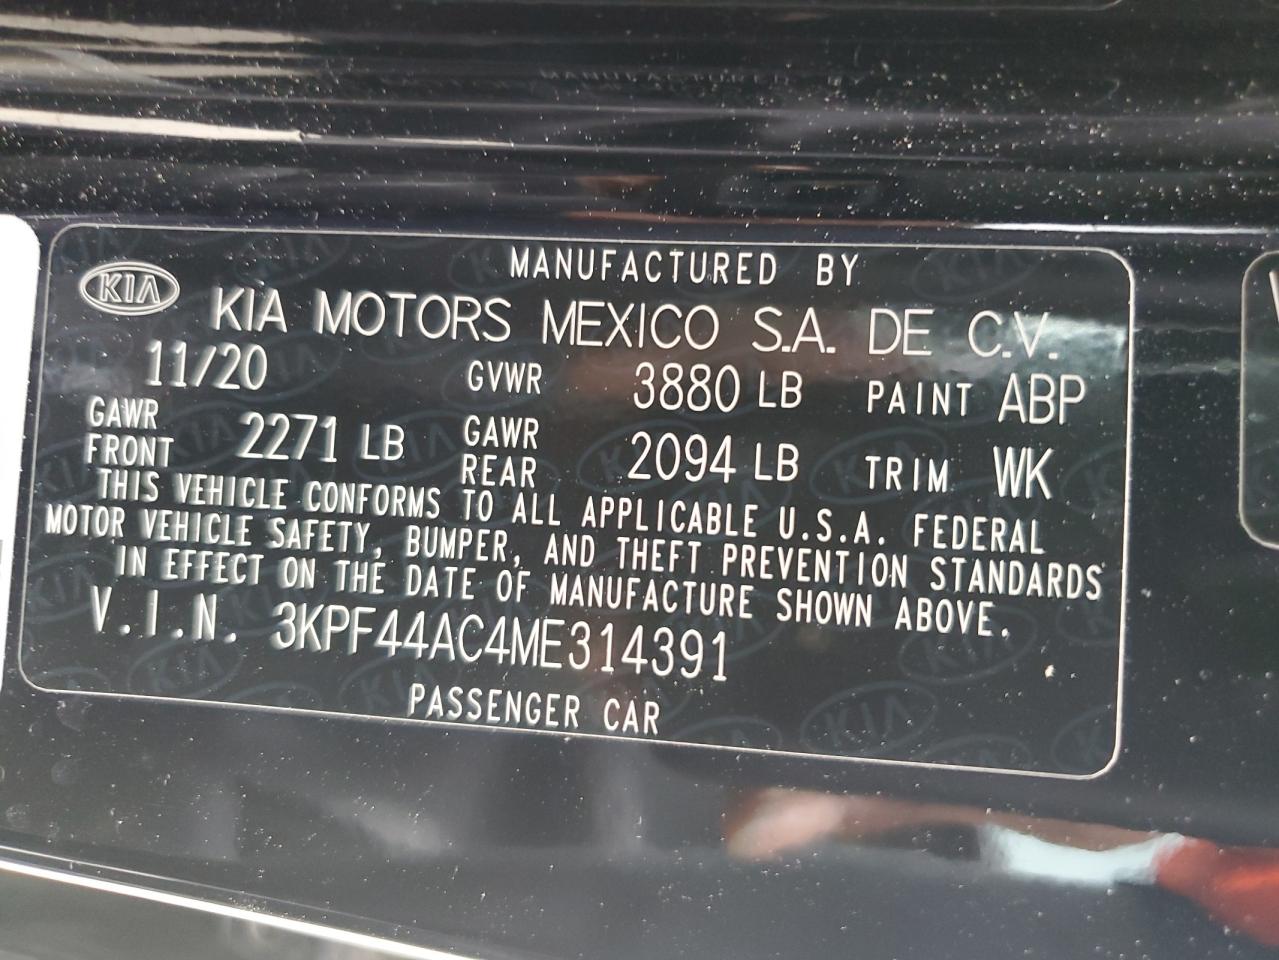 MANUFACTURED BY
KIA
KIA MOTORS MEXICO S.A. DE C.V.
11/20 GVWR 3880 LB PAINT ABP
GAWR FRONT 2271 LB GAWR REAR 2094 LB TRIM WK
THIS VEHICLE CONFORMS TO ALL APPLICABLE U.S.A. FEDERAL
MOTOR VEHICLE SAFETY, BUMPER, AND THEFT PREVENTION STANDARDS
IN EFFECT ON THE DATE OF MANUFACTURE SHOWN ABOVE.
V.I.N. 3KPF44AC4ME314391
PASSENGER CAR